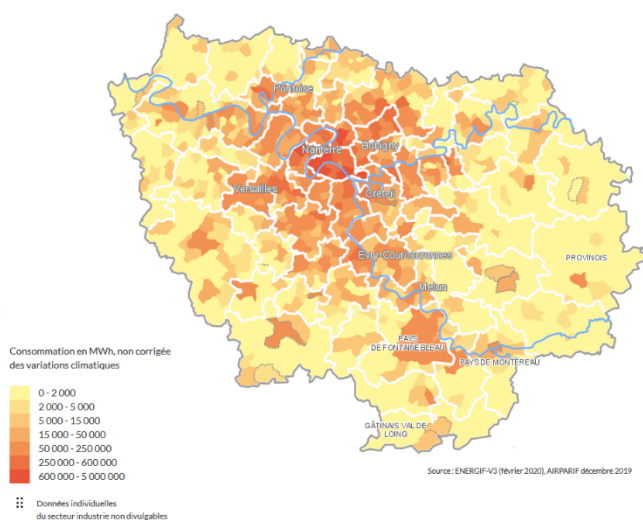 Pontoise
Nanterre
Bobigny
Versailles
Créteil
Evry-Courcouronnes
PROVINOIS
Melun
PAYS
DE FONTAINEBLEAU
PAYS DE MONTEREAU
GÂTINAIS VAL DE
LOING
Consommation en MWh, non corrigée
des variations climatiques
0 - 2 000
2 000 - 5 000
5 000 - 15 000
15 000 - 50 000
50 000 - 250 000
250 000 - 600 000
600 000 - 5 000 000
Données individuelles
du secteur industrie non divulgables
Source : ENERGIF-V3 (février 2020), AIRPARIF décembre 2019